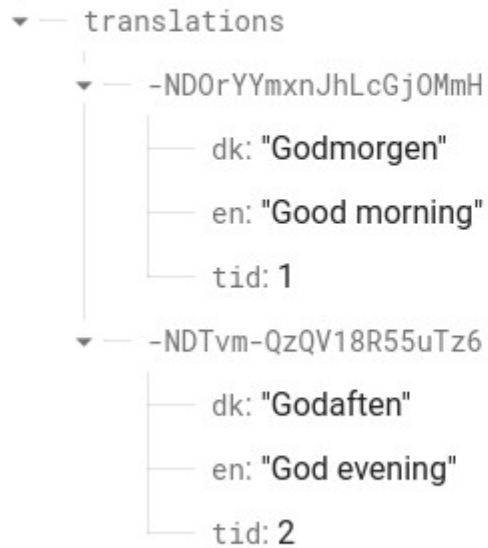 translations
-NDOrYYmxnJhLcGjOMmH
dk: "Godmorgen"
en: "Good morning"
tid: 1
-NDTvm-QzQV18R55uTz6
dk: "Godaften"
en: "God evening"
tid: 2